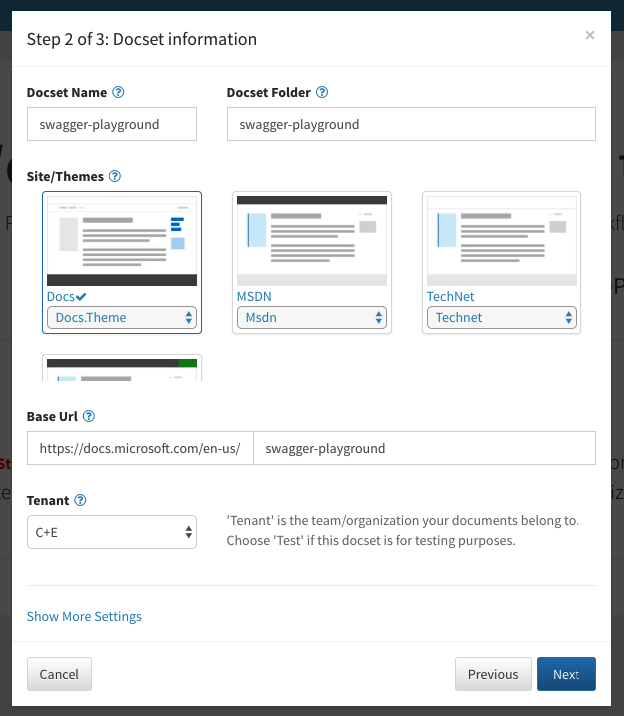 Step 2 of 3: Docset information
×
Docset Name ?
Docset Folder ?
swagger-playground
swagger-playground
Site/Themes ?
Docs
MSDN
TechNet
Docs.Theme
Msdn
Technet
Base Url ?
https://docs.microsoft.com/en-us/
swagger-playground
Tenant ?
C+E
'Tenant' is the team/organization your documents belong to.
Choose 'Test' if this docset is for testing purposes.
Show More Settings
Cancel
Previous
Next